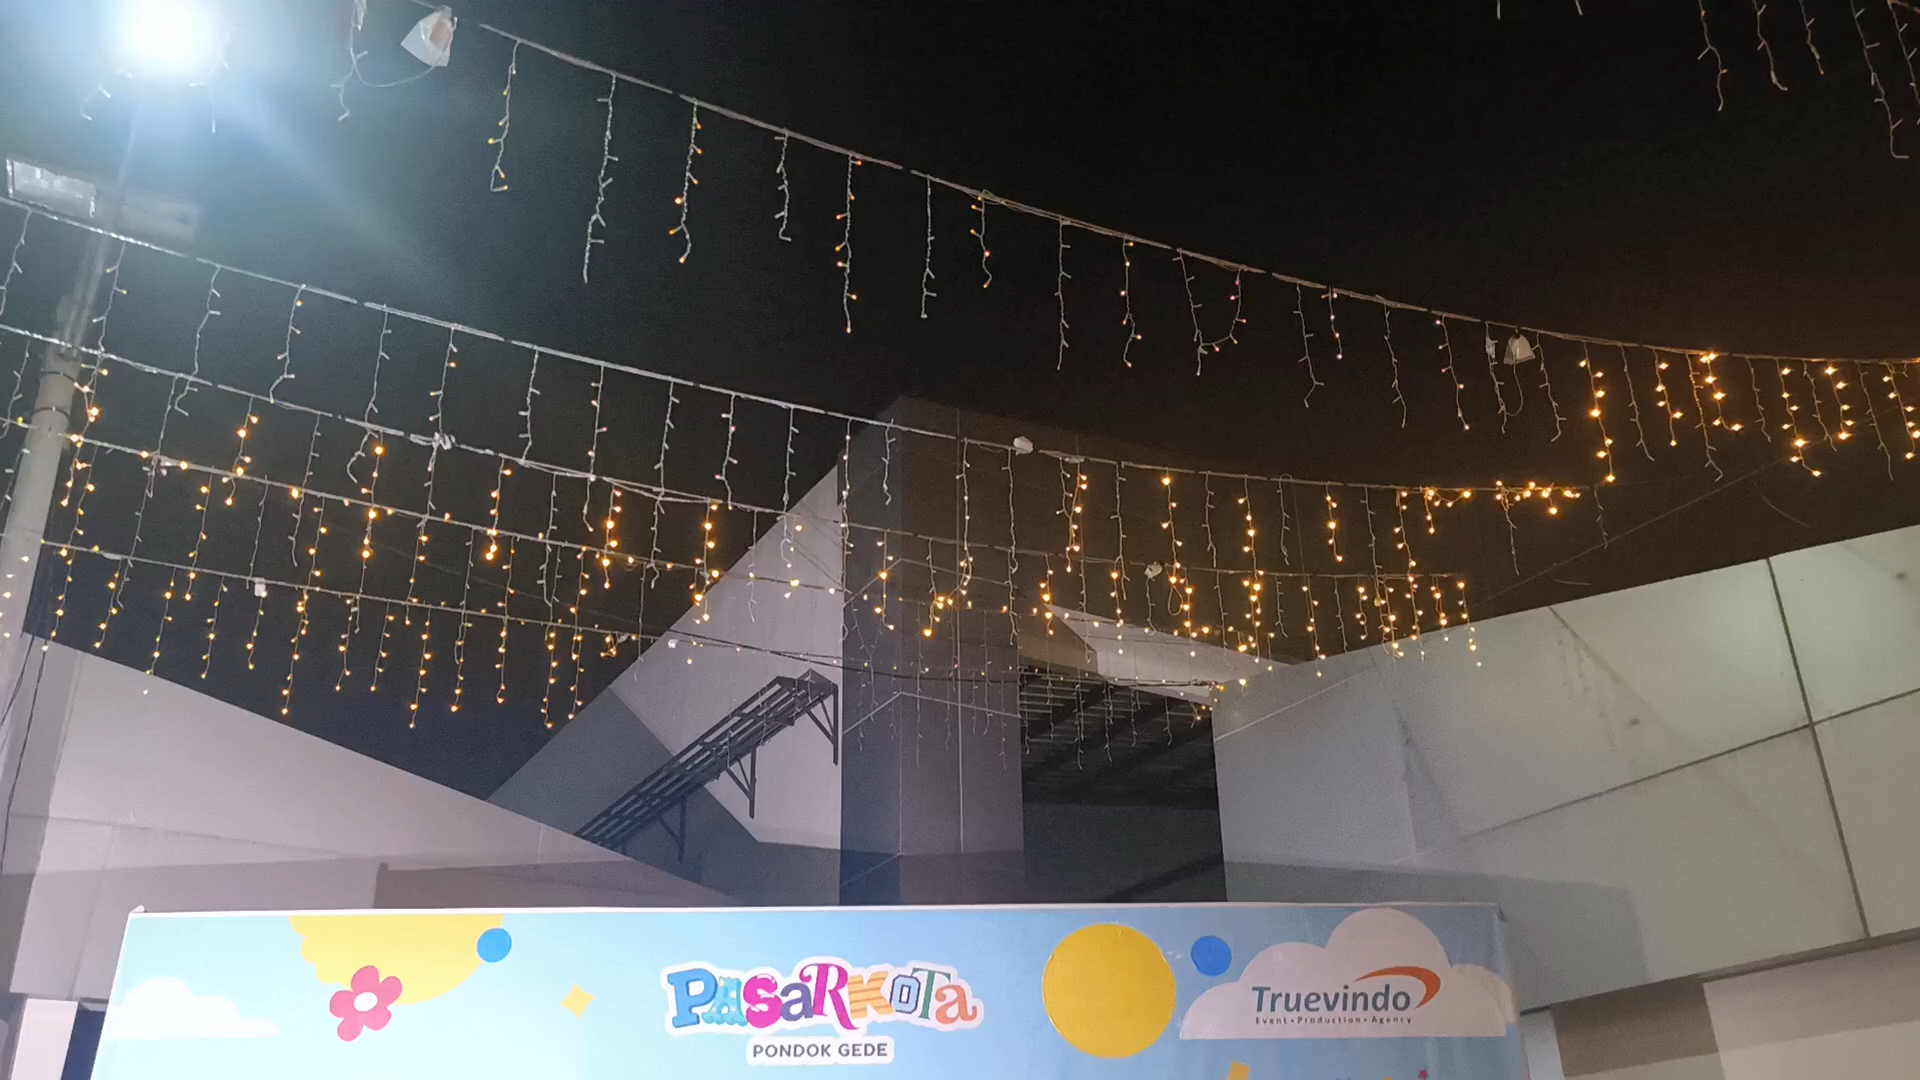 PASARKOTA
PONDOK GEDE
Truevindo
Event • Production • Agency